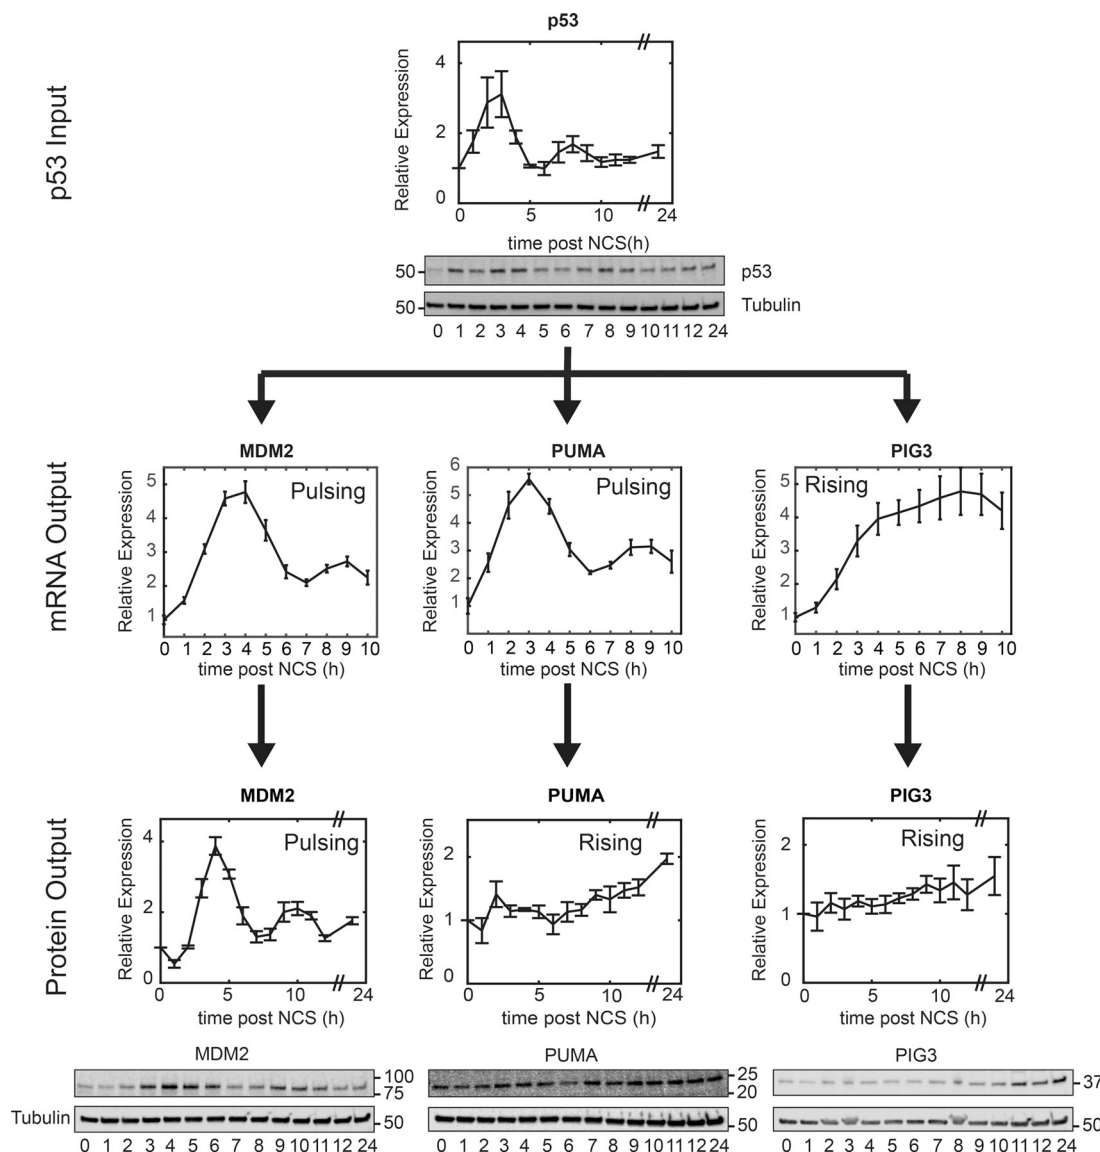 p53
p53 Input
Relative Expression
4
2
0
//
//
0 5 10 24
time post NCS(h)
50 p53
50 Tubulin
0 1 2 3 4 5 6 7 8 9 10 11 12 24
mRNA Output
MDM2
Relative Expression
Pulsing
5
4
3
2
1
0 1 2 3 4 5 6 7 8 9 10
time post NCS (h)
PUMA
Relative Expression
Pulsing
6
5
4
3
2
1
0 1 2 3 4 5 6 7 8 9 10
time post NCS (h)
PIG3
Relative Expression
Rising
5
4
3
2
1
0 1 2 3 4 5 6 7 8 9 10
time post NCS (h)
Protein Output
MDM2
Relative Expression
//
Pulsing
4
2
0
//
0 5 10 24
time post NCS (h)
PUMA
Relative Expression
//
Rising
2
1
0
//
0 5 10 24
time post NCS (h)
PIG3
Relative Expression
//
Rising
2
1
0
//
0 5 10 24
time post NCS (h)
MDM2
100
75
Tubulin 50
0 1 2 3 4 5 6 7 8 9 10 11 12 24
PUMA
25
20
50
0 1 2 3 4 5 6 7 8 9 10 11 12 24
PIG3
37
50
0 1 2 3 4 5 6 7 8 9 10 11 12 24